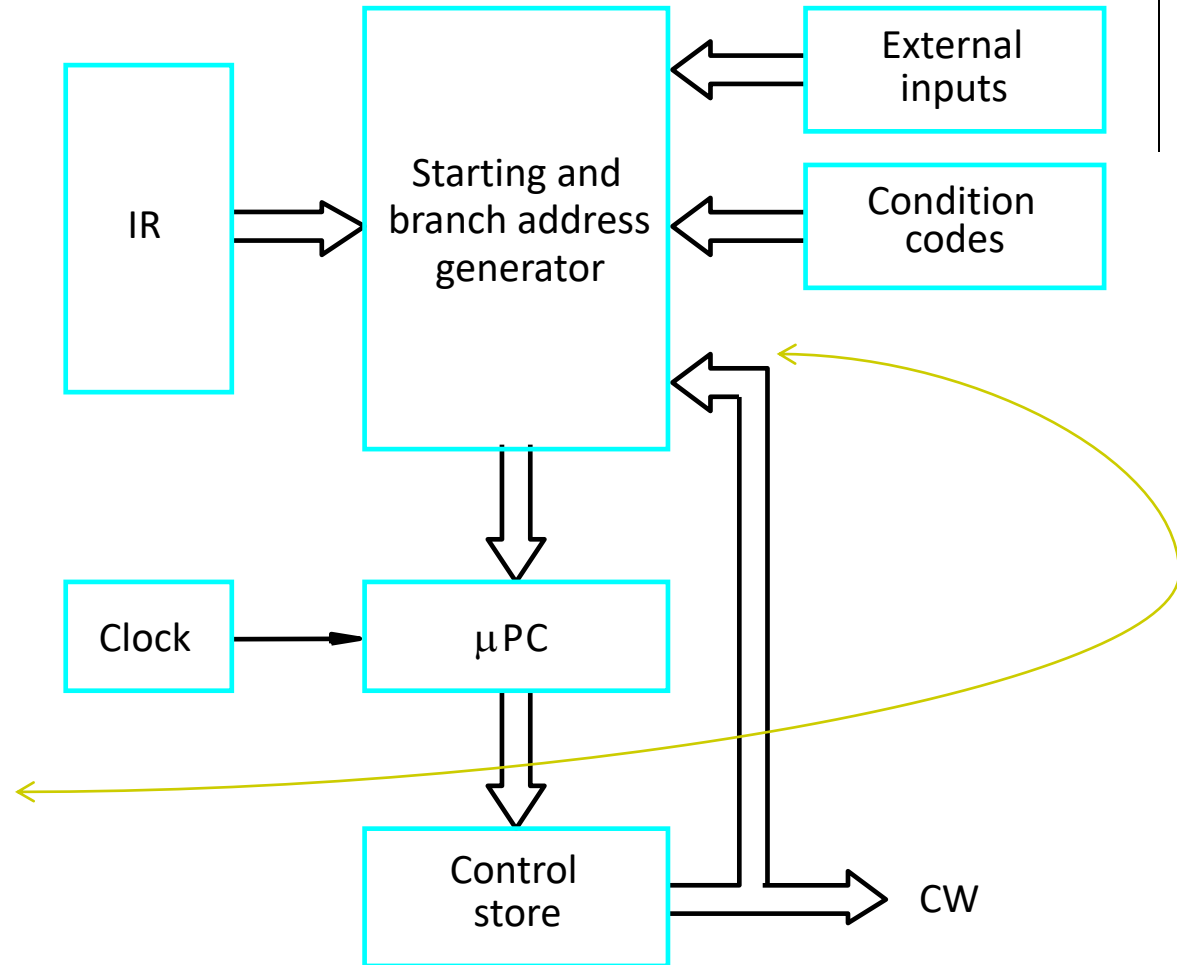 External
inputs
Starting and
branch address
generator
IR
Condition
codes
Clock
μPC
Control
store
CW